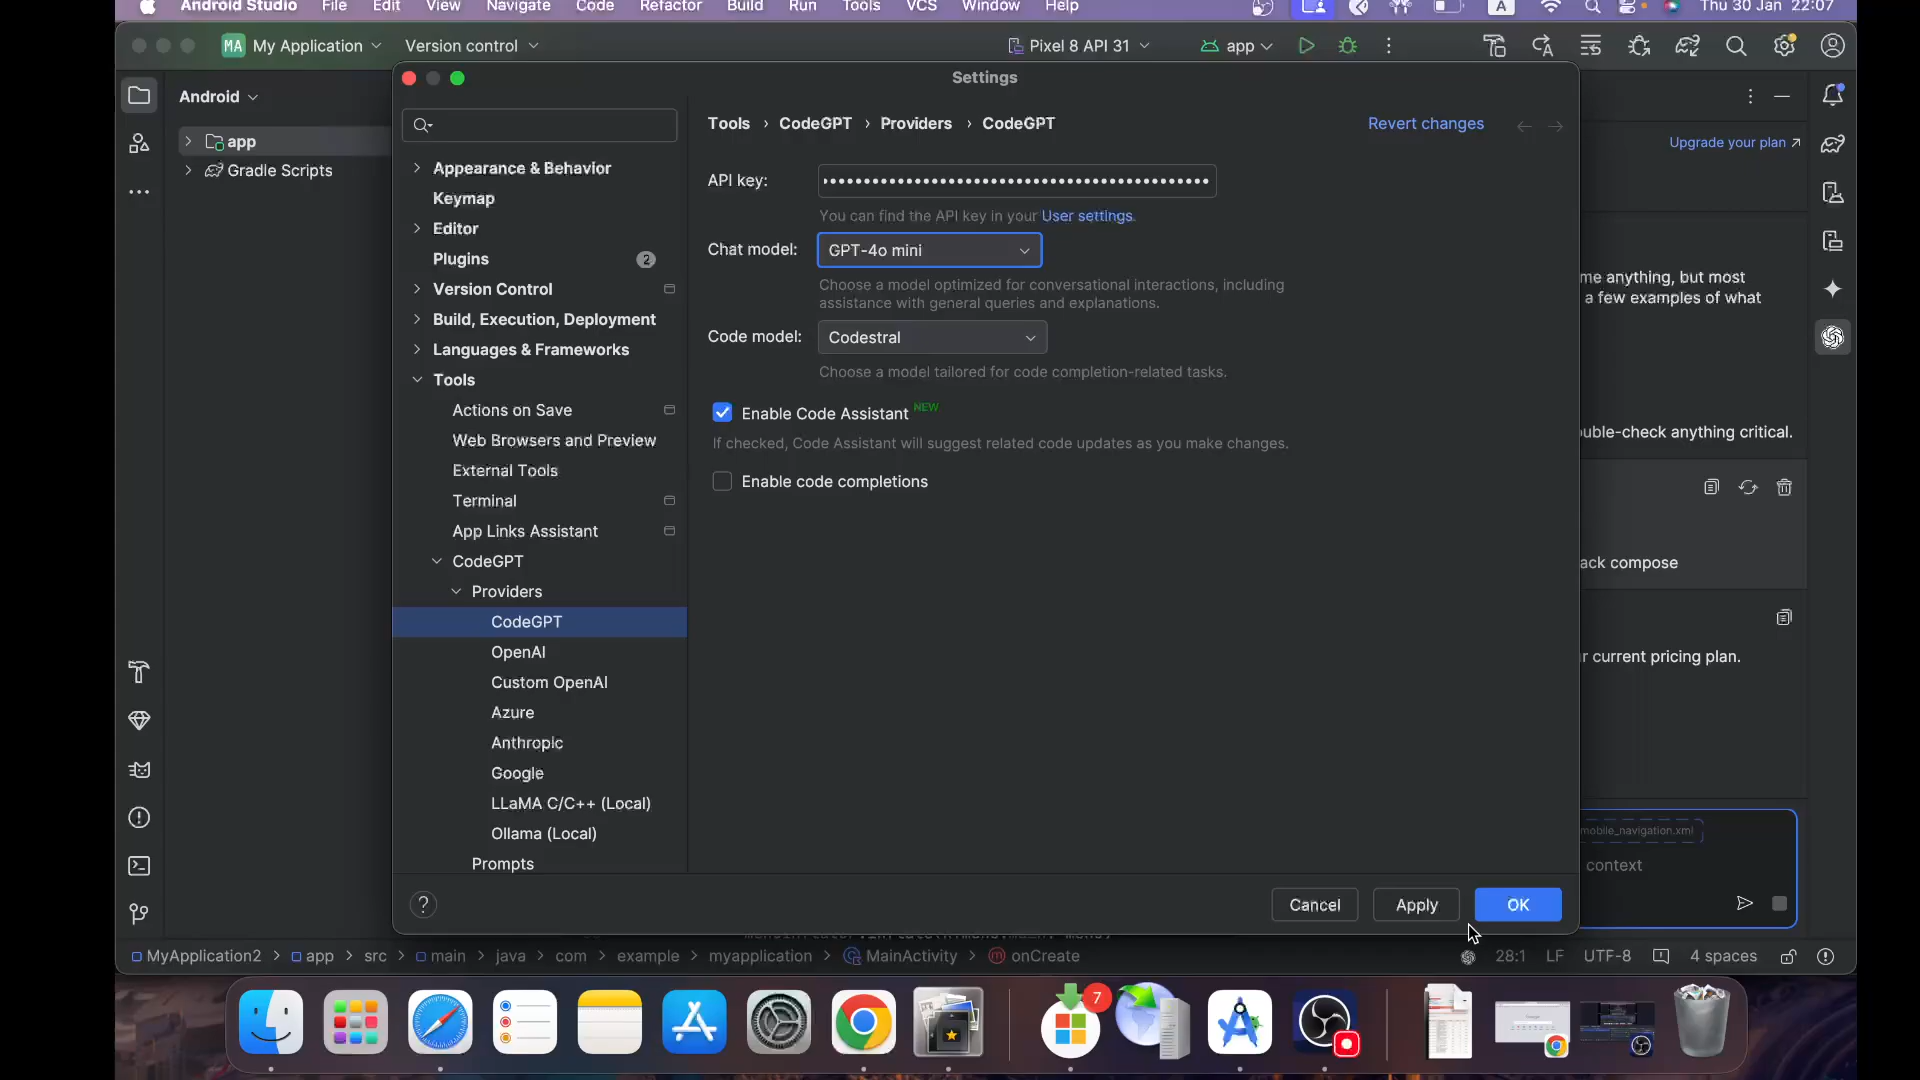 Android Studio File Edit View Navigate Code Refactor Build Run Tools VCS Window Help A Thu 30 Jan 22:07
MA My Application Version control Pixel 8 API 31 app
Settings
Android
app
Gradle Scripts
Appearance & Behavior
Keymap
Editor
Plugins 2
Version Control
Build, Execution, Deployment
Languages & Frameworks
Tools
Actions on Save
Web Browsers and Preview
External Tools
Terminal
App Links Assistant
CodeGPT
Providers
CodeGPT
OpenAI
Custom OpenAI
Azure
Anthropic
Google
LLaMA C/C++ (Local)
Ollama (Local)
Prompts
Tools › CodeGPT › Providers › CodeGPT Revert changes
API key:
You can find the API key in your User settings.
Chat model: GPT-4o mini
Choose a model optimized for conversational interactions, including
assistance with general queries and explanations.
Code model: Codestral
Choose a model tailored for code completion-related tasks.
Enable Code Assistant NEW
If checked, Code Assistant will suggest related code updates as you make changes.
Enable code completions
? Cancel Apply OK
Upgrade your plan
me anything, but most
a few examples of what
uble-check anything critical.
ack compose
r current pricing plan.
mobile_navigation.xml
context
MyApplication2 › app › src › main › java › com › example › myapplication › MainActivity › onCreate 28:1 LF UTF-8 4 spaces
7